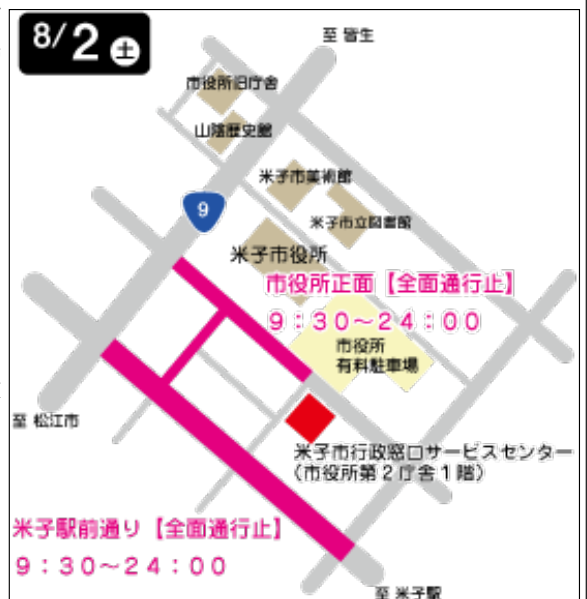 8/2土
至 皆生
市役所旧庁舎
山陰歴史館
米子市美術館
9
米子市立図書館
米子市役所
市役所正面【全面通行止】
9：30～24：00
市役所
有料駐車場
至 松江市
米子市行政窓口サービスセンター
（市役所第2庁舎1階）
米子駅前通り【全面通行止】
9：30～24：00
至 米子駅